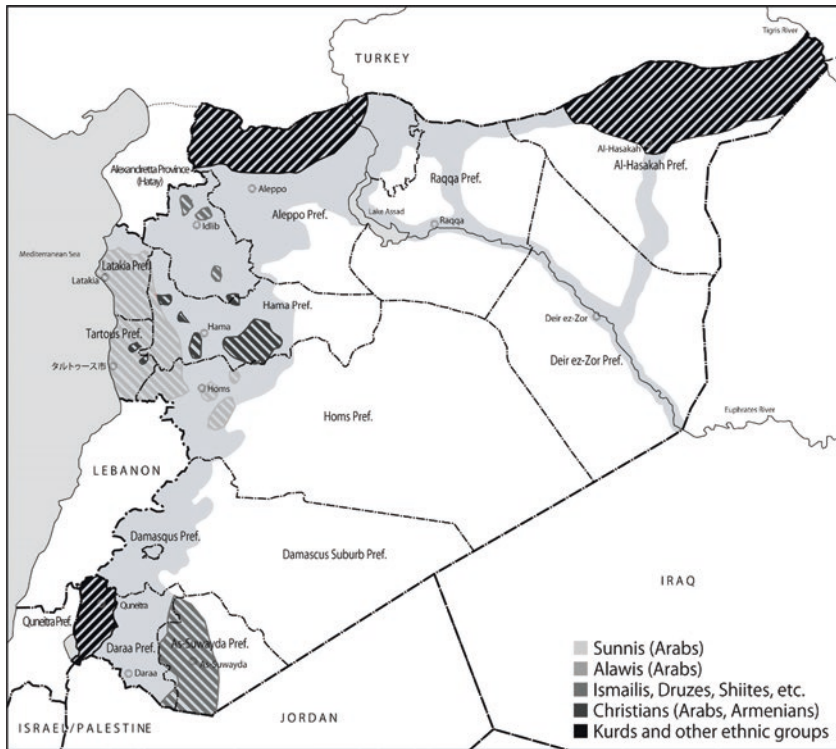 Tigris River
TURKEY
Al-Hasakah
Al-Hasakah Pref.
Alexandretta Province
(Hatay)
Aleppo
Raqqa Pref.
Aleppo Pref.
Lake Assad
Raqqa
Idlib
Mediterranean Sea
Latakia Pref.
Latakia
Hama Pref.
Hama
Deir ez-Zor
Tartous Pref.
Deir ez-Zor Pref.
タルトゥース市
Homs
Homs Pref.
Euphrates River
LEBANON
Damasqus Pref.
Damascus Suburb Pref.
IRAQ
Quneitra
Quneitra Pref.
Daraa Pref.
As-Suwayda Pref.
As-Suwayda
Daraa
ISRAEL/PALESTINE
JORDAN
Sunnis (Arabs)
Alawis (Arabs)
Ismailis, Druzes, Shiites, etc.
Christians (Arabs, Armenians)
Kurds and other ethnic groups